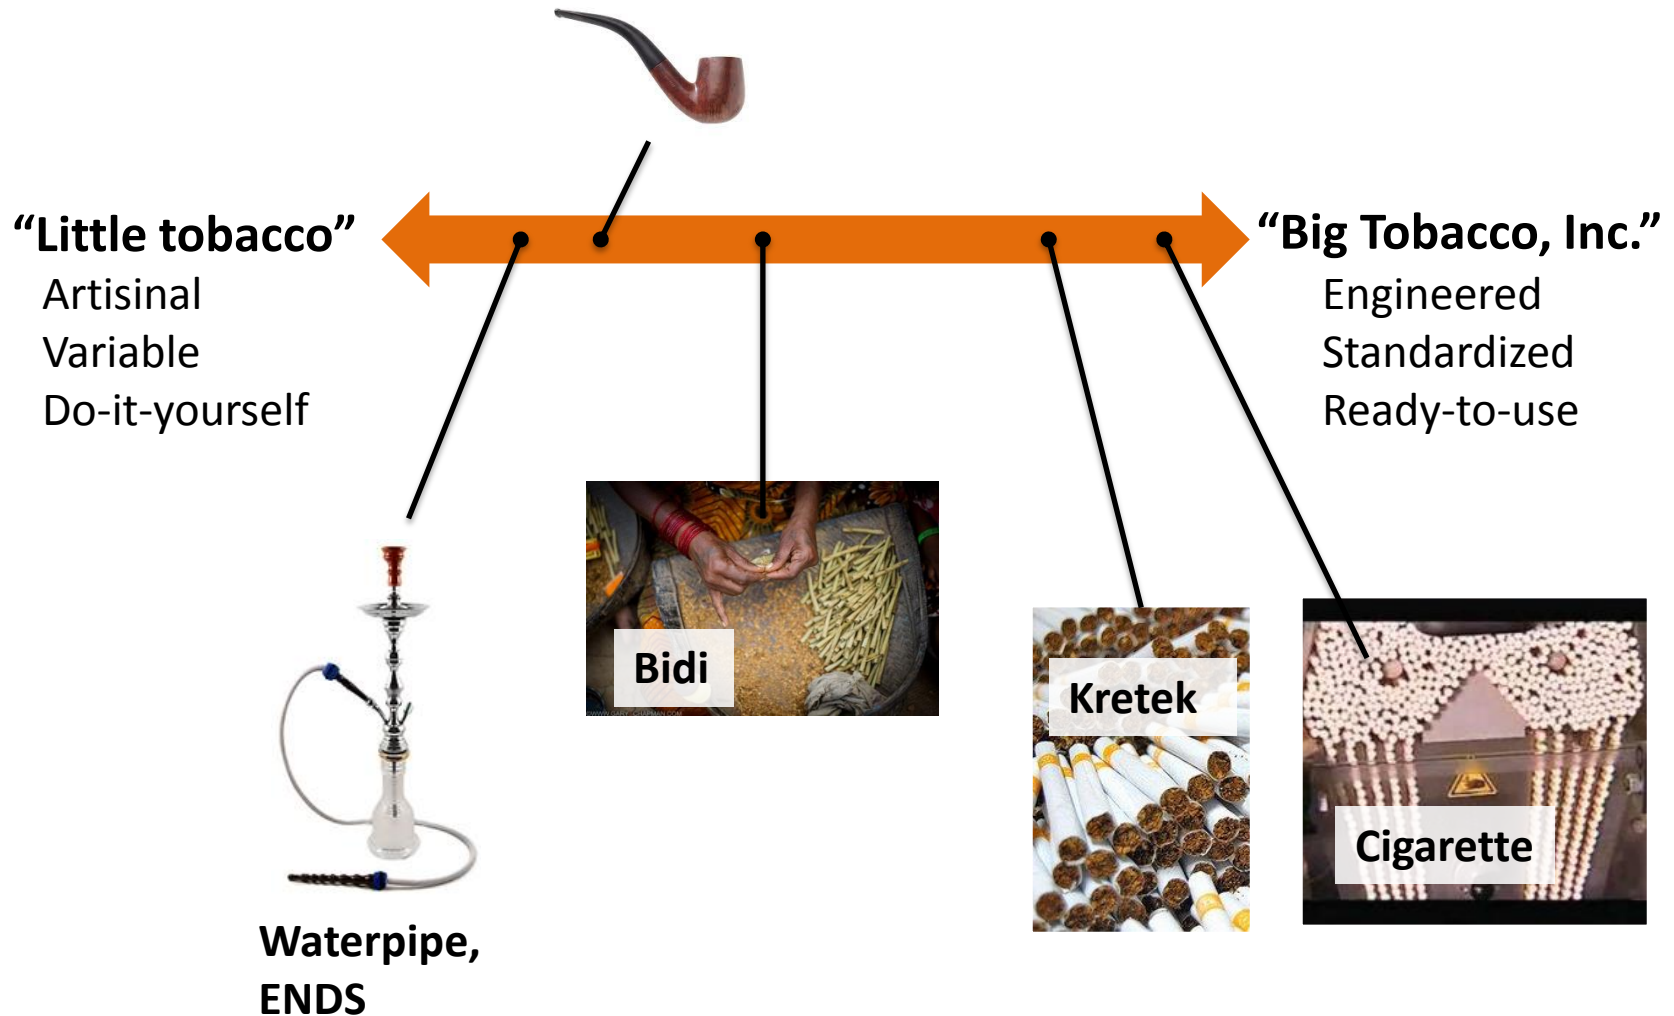 “Little tobacco”
Artisinal
Variable
Do-it-yourself
“Big Tobacco, Inc.”
Engineered
Standardized
Ready-to-use
Bidi
Kretek
Cigarette
Waterpipe,
ENDS